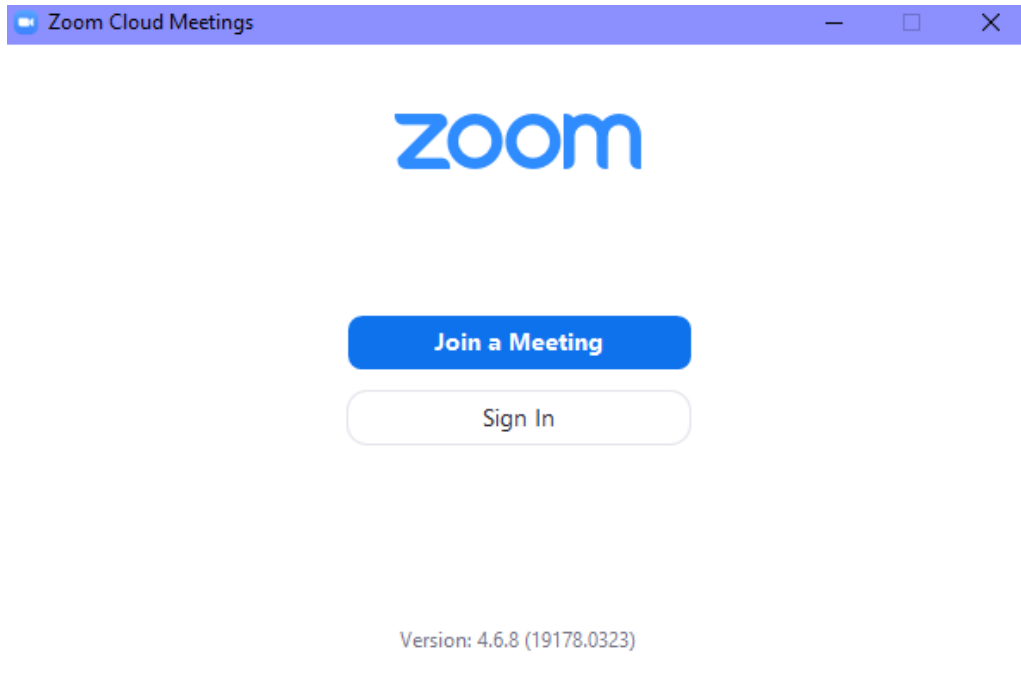 Zoom Cloud Meetings
zoom
Join a Meeting
Sign In
Version: 4.6.8 (19178.0323)